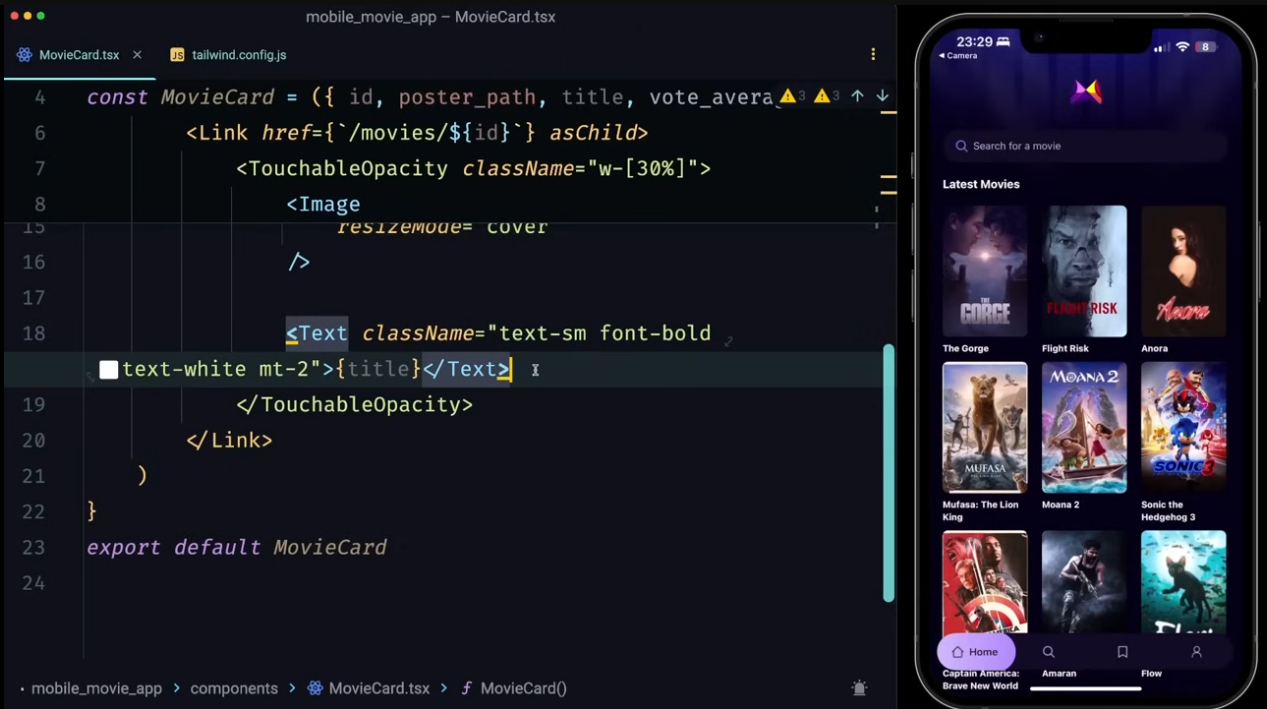 mobile_movie_app – MovieCard.tsx
MovieCard.tsx ×
JS tailwind.config.js
4 const MovieCard = ({ id, poster_path, title, vote_avera 3 3
6 <Link href={`/movies/${id}`} asChild>
7 <TouchableOpacity className="w-[30%]">
8 <Image
15 resizeMode="cover
16 />
17
18 <Text className="text-sm font-bold
text-white mt-2">{title}</Text>
19 </TouchableOpacity>
20 </Link>
21 )
22 }
23 export default MovieCard
24
mobile_movie_app > components > MovieCard.tsx > MovieCard()
23:29
8
Camera
Search for a movie
Latest Movies
THE GORGE
FLIGHT RISK
Anora
The Gorge
Flight Risk
Anora
MUFASA
MOANA 2
SONIC 3
Mufasa: The Lion
King
Moana 2
Sonic the
Hedgehog 3
Flow
Home
Captain America:
Brave New World
Amaran
Flow